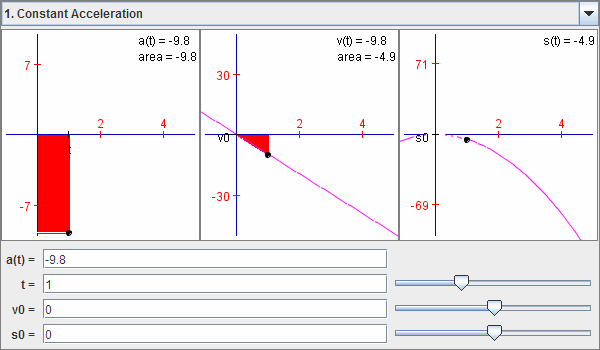 1. Constant Acceleration
a(t) = -9.8
area = -9.8
7
2
4
t
-7
v(t) = -9.8
area = -4.9
30
2
4
v0
-30
s(t) = -4.9
71
2
4
s0
-69
a(t) = -9.8
t = 1
v0 = 0
s0 = 0